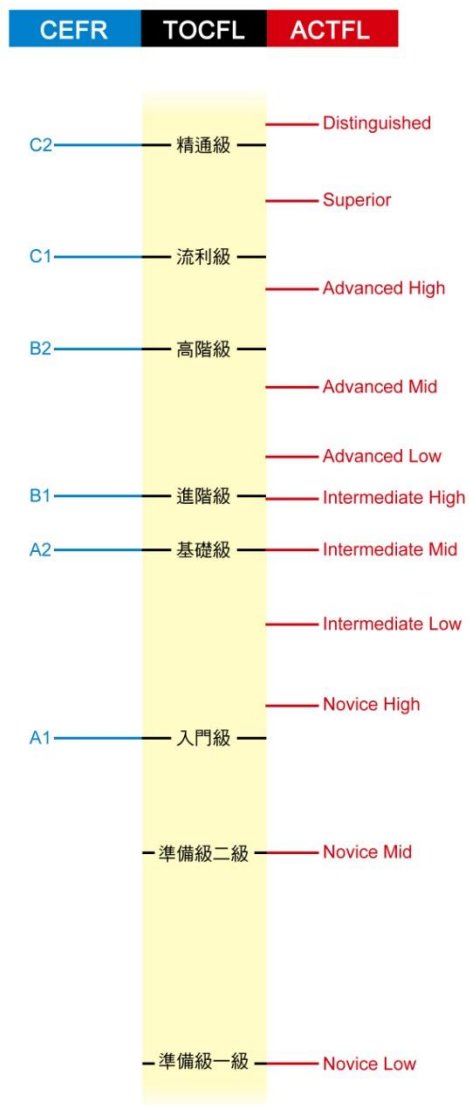 CEFR TOCFL ACTFL
Distinguished
C2 精通級
Superior
C1 流利級
Advanced High
B2 高階級
Advanced Mid
Advanced Low
B1 進階級 Intermediate High
A2 基礎級 Intermediate Mid
Intermediate Low
Novice High
A1 入門級
準備級二級 Novice Mid
準備級一級 Novice Low